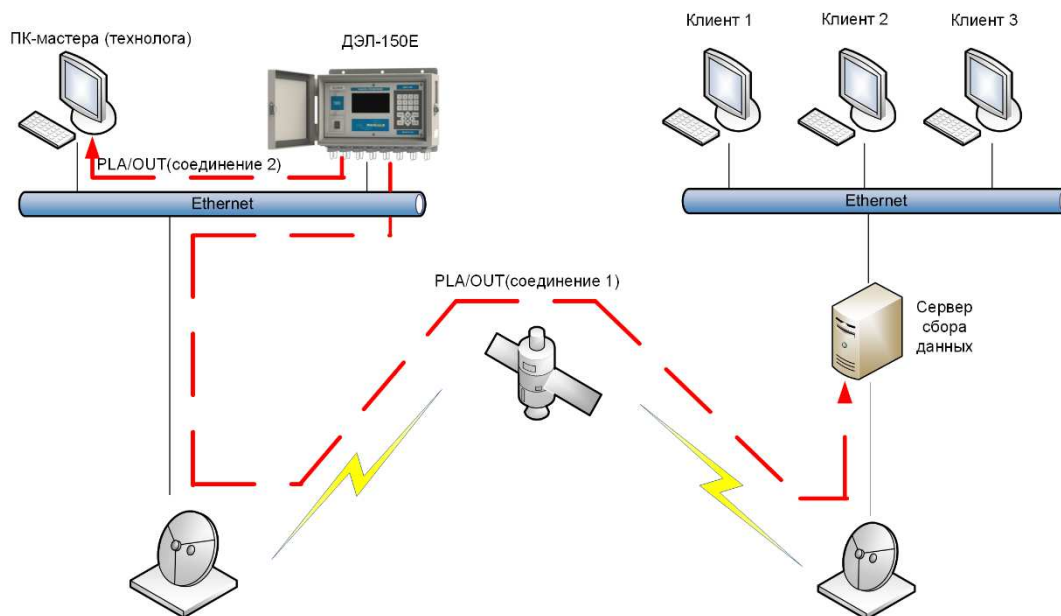 Клиент 1
Клиент 2
Клиент 3
ПК-мастера (технолога)
ДЭЛ-150Е
PLA/OUT(соединение 2)
Ethernet
Ethernet
PLA/OUT(соединение 1)
Сервер
сбора
данных